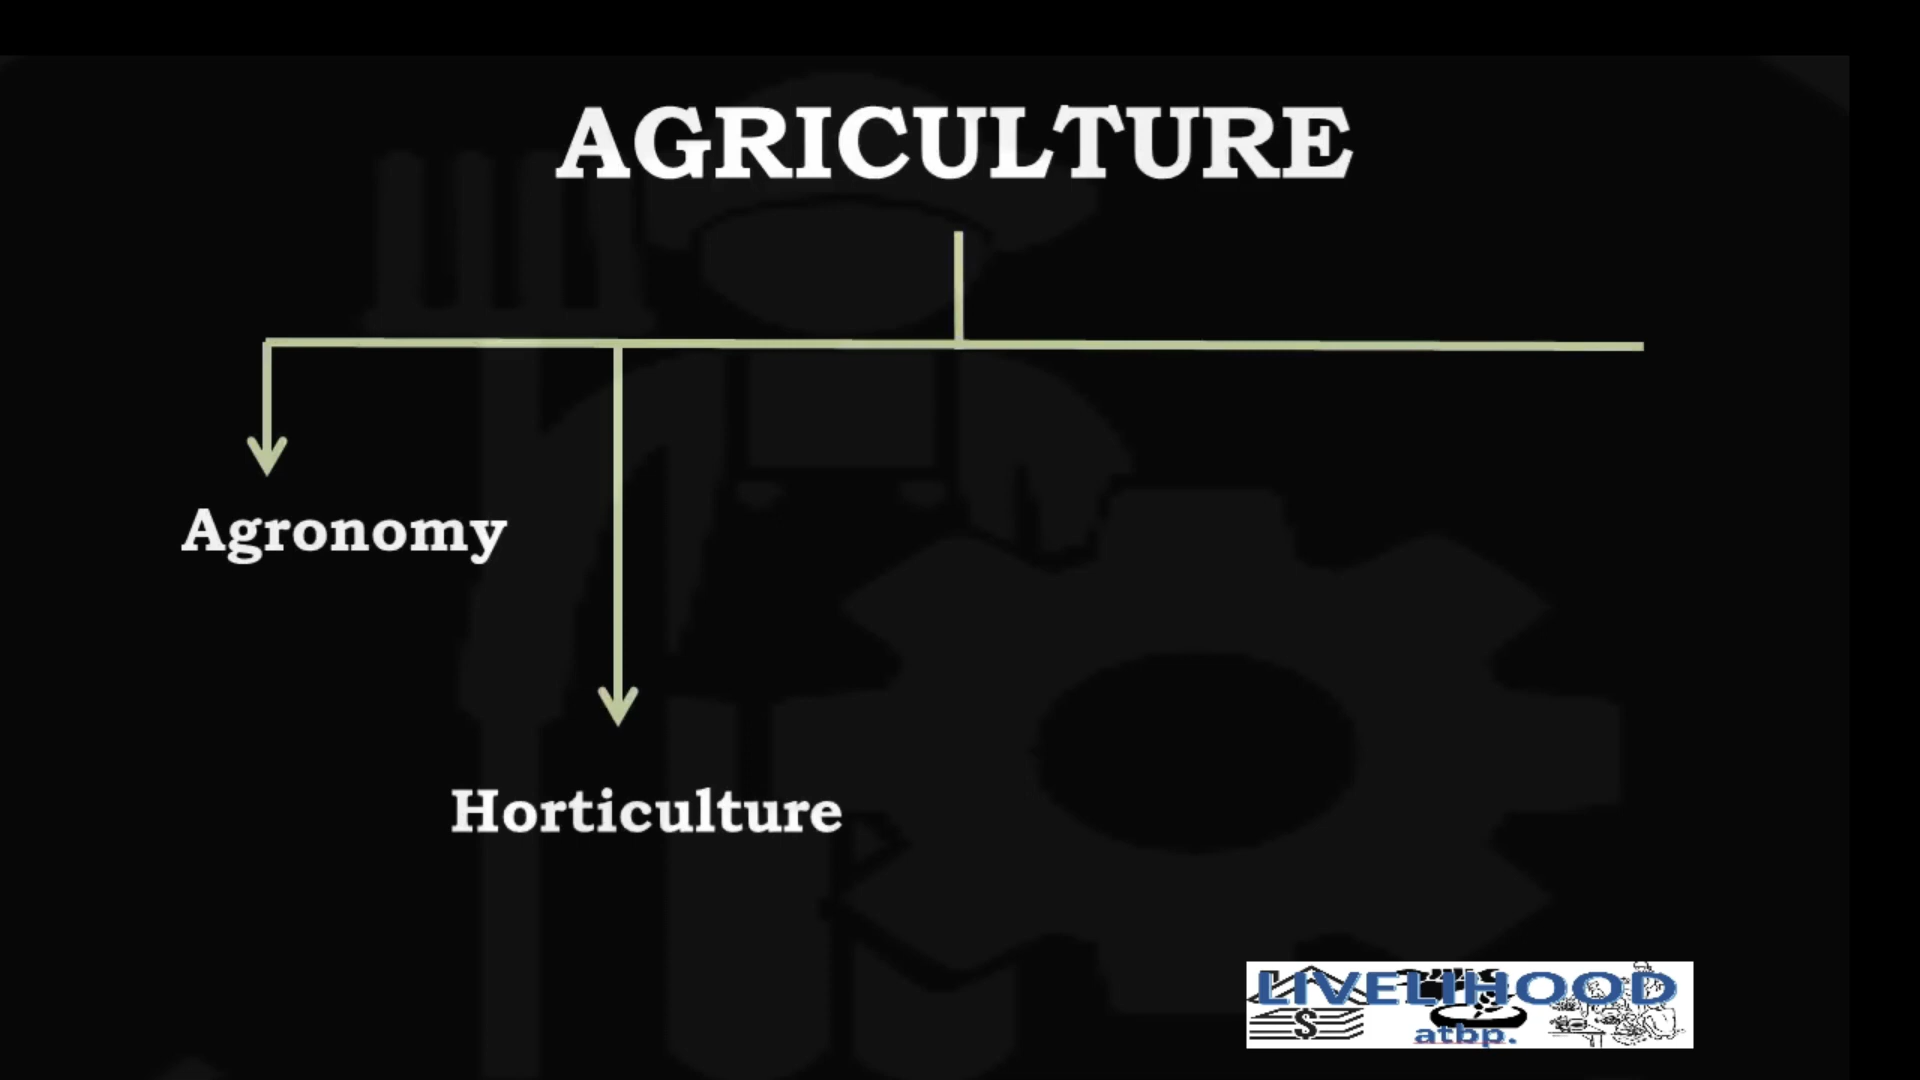 AGRICULTURE
Agronomy
Horticulture
LIVELIHOOD
$
atbp.